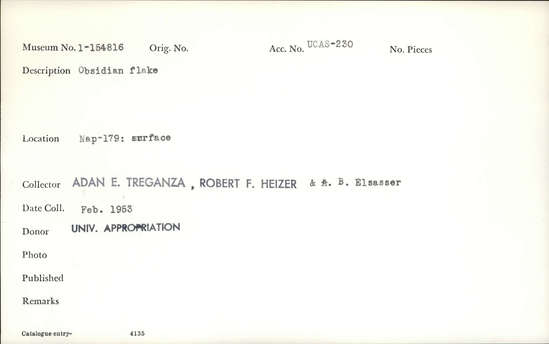 Museum No. 1-154816 Orig. No. Acc. No. UCAS-230 No. Pieces
Description Obsidian flake
Location Nap-179: surface
Collector ADAN E. TREGANZA, ROBERT F. HEIZER & A. B. Elsasser
Date Coll. Feb. 1953
Donor UNIV. APPROPRIATION
Photo
Published
Remarks
Catalogue entry- 4135